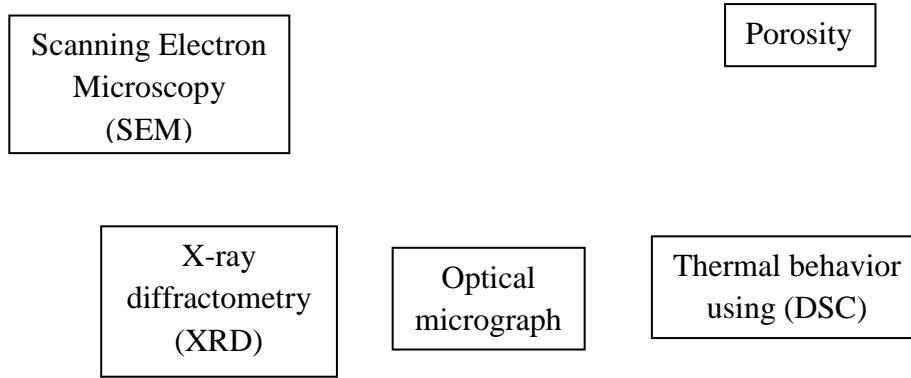 Scanning Electron
Microscopy
(SEM)
Porosity
X-ray
diffractometry
(XRD)
Optical
micrograph
Thermal behavior
using (DSC)